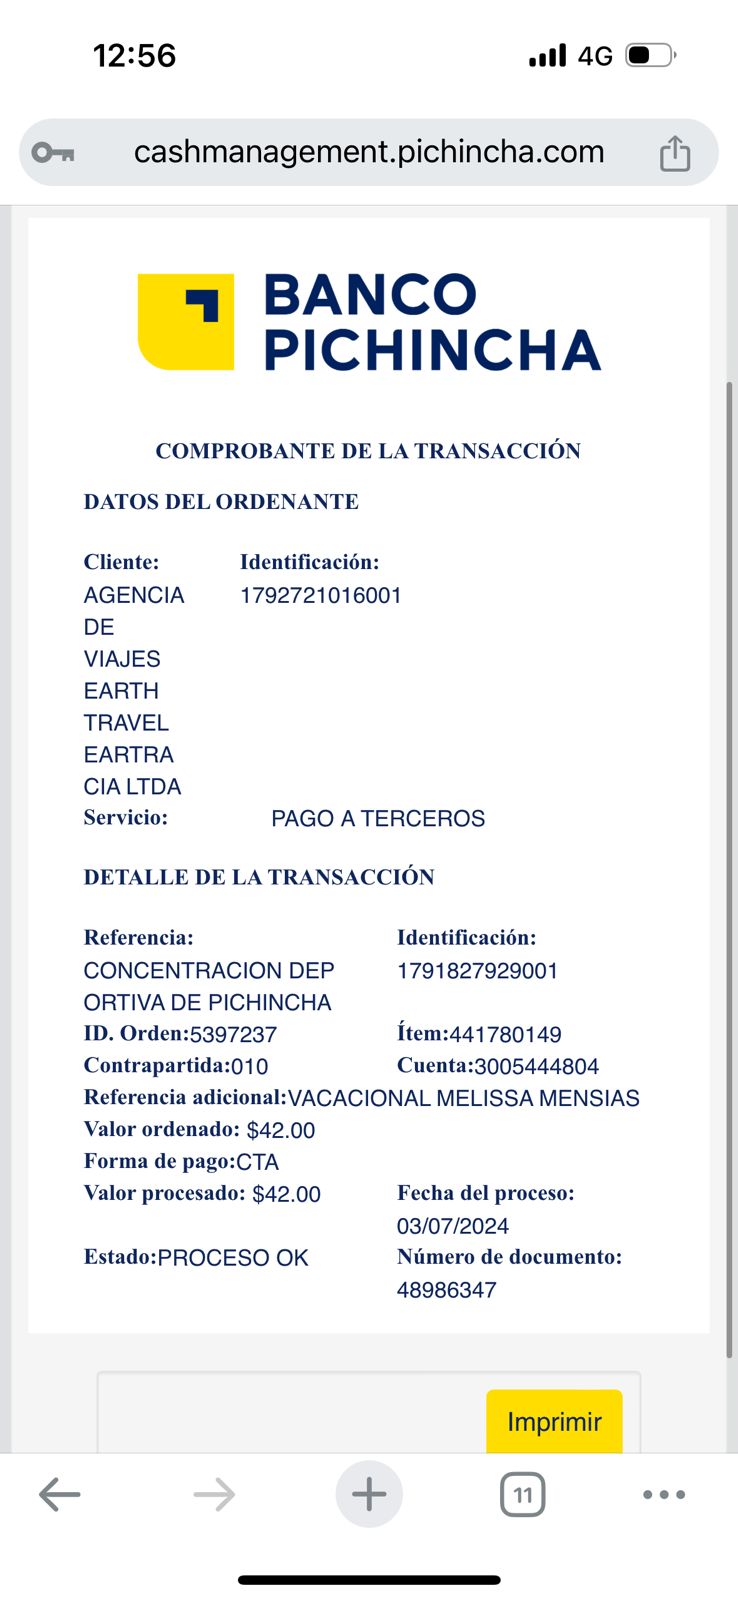 12:56
4G
cashmanagement.pichincha.com
BANCO
PICHINCHA
COMPROBANTE DE LA TRANSACCIÓN
DATOS DEL ORDENANTE
Cliente: Identificación:
AGENCIA 1792721016001
DE
VIAJES
EARTH
TRAVEL
EARTRA
CIA LTDA
Servicio: PAGO A TERCEROS
DETALLE DE LA TRANSACCIÓN
Referencia: Identificación:
CONCENTRACION DEP 1791827929001
ORTIVA DE PICHINCHA
ID. Orden:5397237 Ítem:441780149
Contrapartida:010 Cuenta:3005444804
Referencia adicional:VACACIONAL MELISSA MENSIAS
Valor ordenado: $42.00
Forma de pago:CTA
Valor procesado: $42.00 Fecha del proceso:
03/07/2024
Estado:PROCESO OK Número de documento:
48986347
Imprimir
11